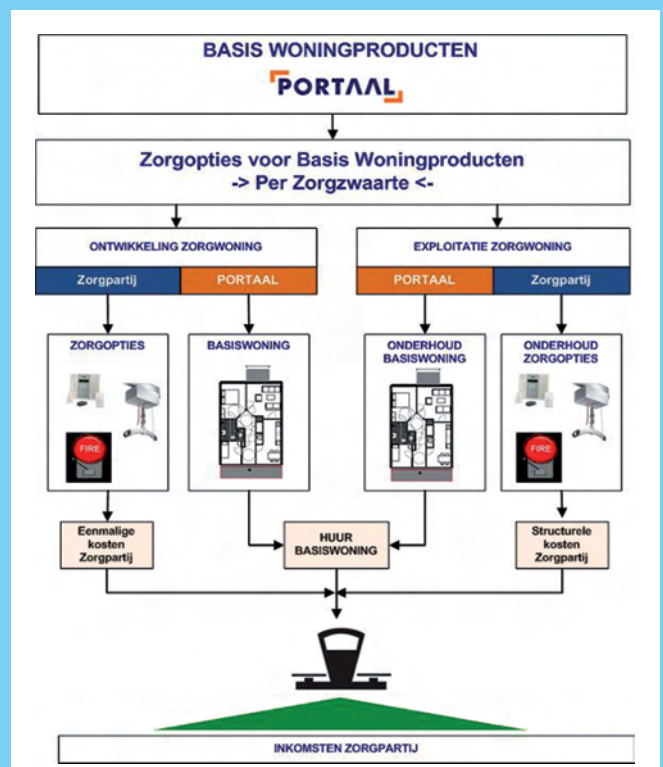 BASIS WONINGPRODUCTEN
PORTAAL
Zorgopties voor Basis Woningproducten
-> Per Zorgzwaarte <-
ONTWIKKELING ZORGWONING
Zorgpartij
PORTAAL
EXPLOITATIE ZORGWONING
PORTAAL
Zorgpartij
ZORGOPTIES
FIRE
BASISWONING
ONDERHOUD
BASISWONING
ONDERHOUD
ZORGOPTIES
FIRE
Eenmalige
kosten
Zorgpartij
HUUR
BASISWONING
Structurele
kosten
Zorgpartij
INKOMSTEN ZORGPARTIJ